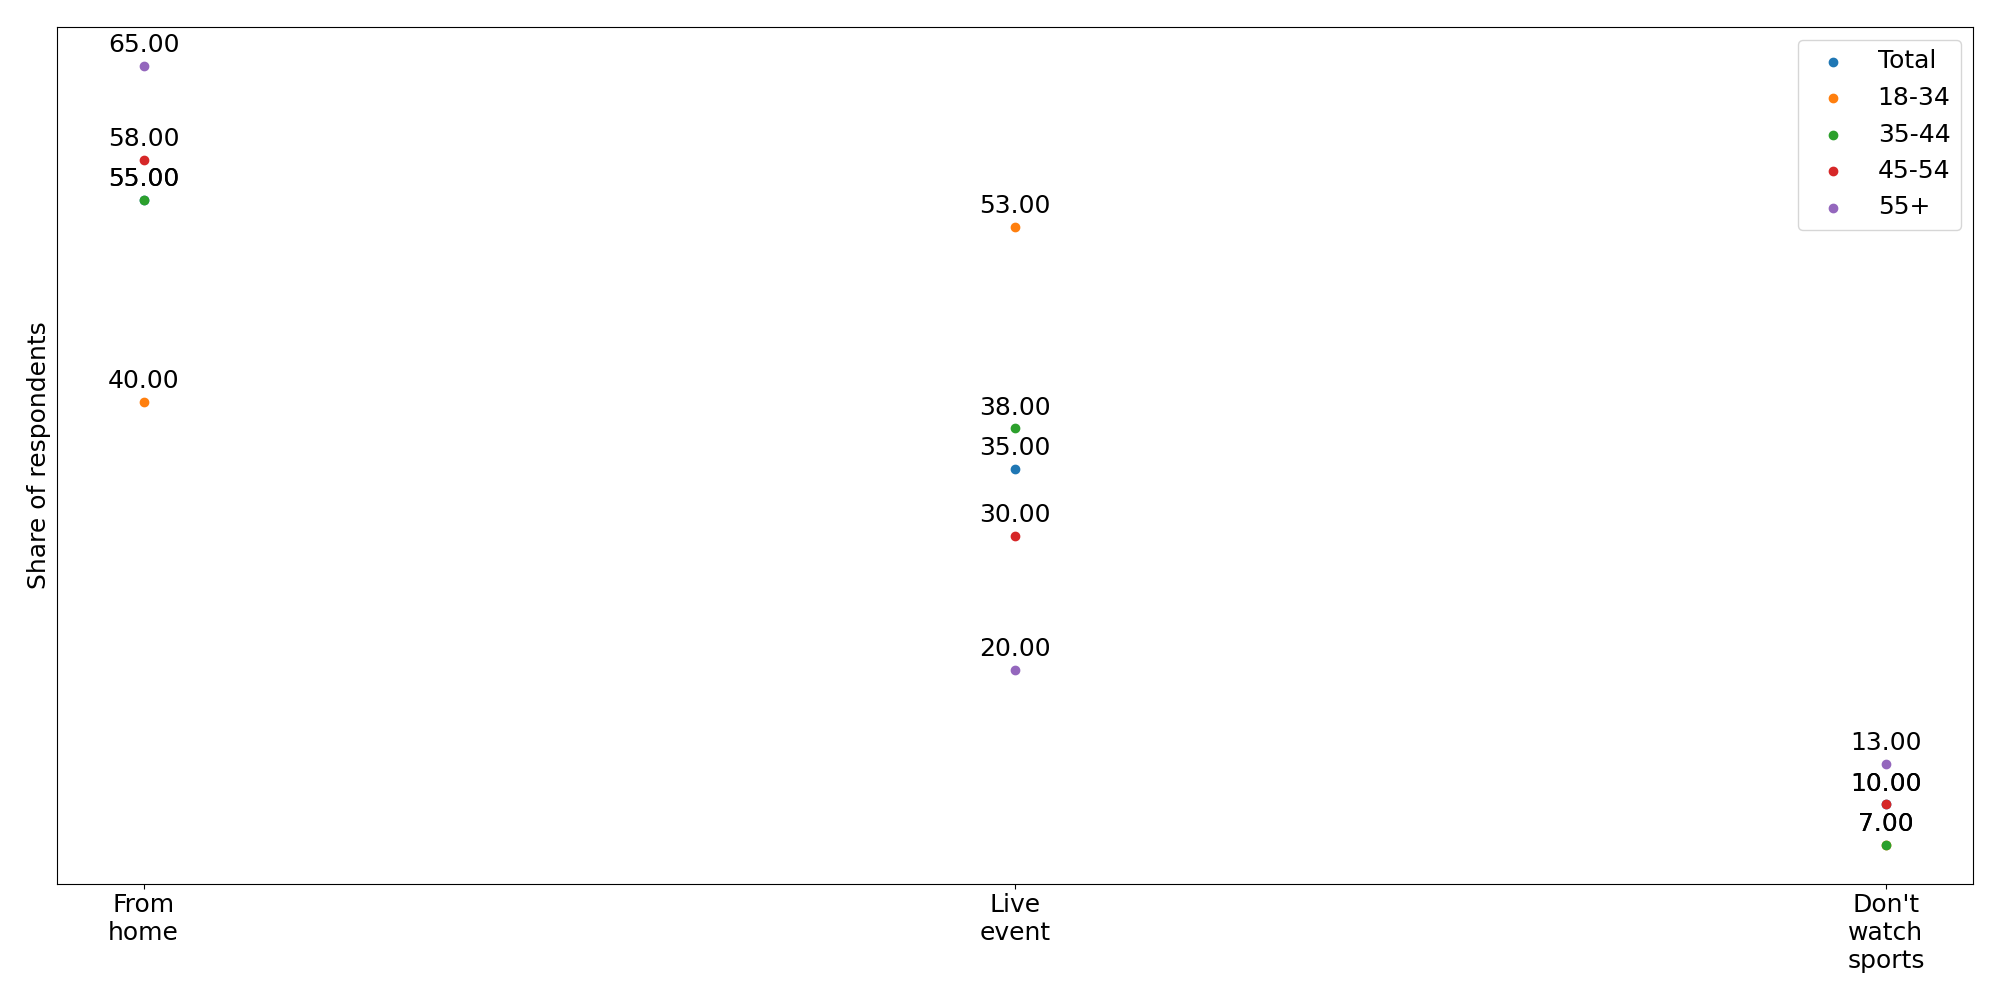 65.00
58.00
55.00
40.00
53.00
38.00
35.00
30.00
20.00
13.00
10.00
7.00
Total
18-34
35-44
45-54
55+
Share of respondents
From
home
Live
event
Don't
watch
sports